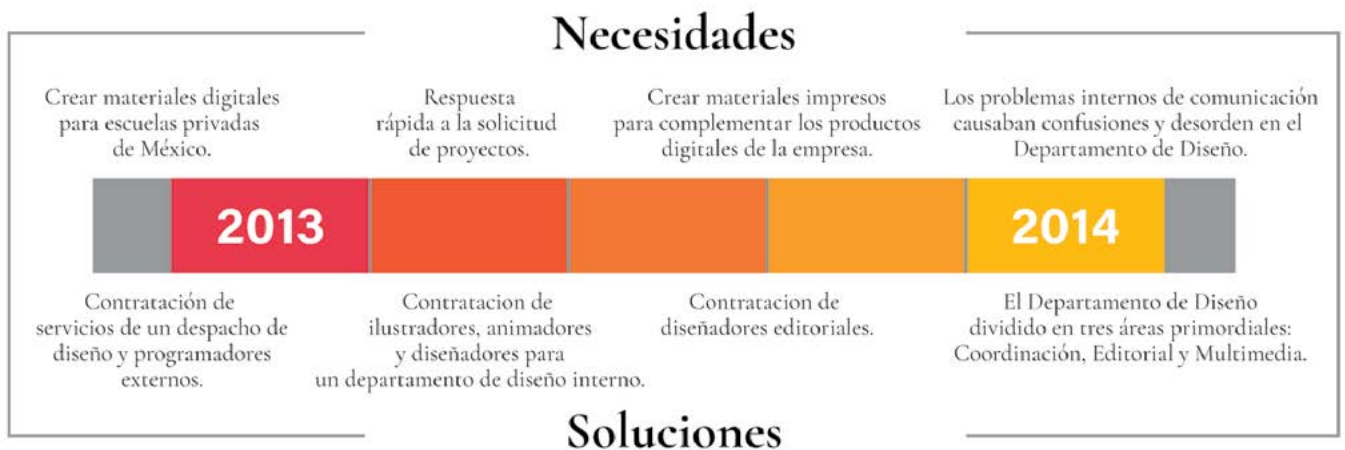 Necesidades
Crear materiales digitales
para escuelas privadas
de México.
Respuesta
rápida a la solicitud
de proyectos.
Crear materiales impresos
para complementar los productos
digitales de la empresa.
Los problemas internos de comunicación
causaban confusiones y desorden en el
Departamento de Diseño.
2013
2014
Contratación de
servicios de un despacho de
diseño y programadores
externos.
Contratacion de
ilustradores, animadores
y diseñadores para
un departamento de diseño interno.
Contratacion de
diseñadores editoriales.
El Departamento de Diseño
dividido en tres áreas primordiales:
Coordinación, Editorial y Multimedia.
Soluciones